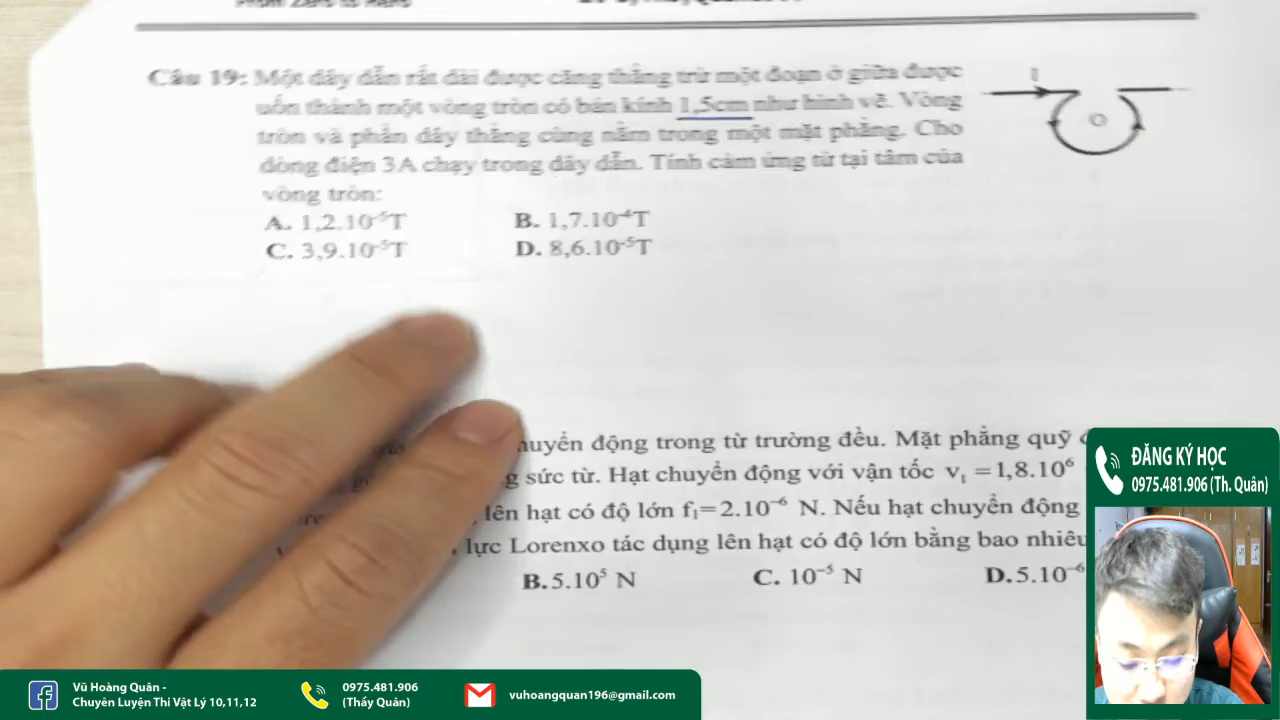 Câu 19: Một dây dẫn rất dài được căng thẳng trừ một đoạn ở giữa được
uốn thành một vòng tròn có bán kính 1,5cm như hình vẽ. Vòng
tròn và phần dây thẳng cùng nằm trong một mặt phẳng. Cho
dòng điện 3A chạy trong dây dẫn. Tính cảm ứng từ tại tâm của
vòng tròn:
I
O
A. 1,2.10⁻⁵T B. 1,7.10⁻⁴T
C. 3,9.10⁻⁵T D. 8,6.10⁻⁵T
huyển động trong từ trường đều. Mặt phẳng quỹ
g sức từ. Hạt chuyển động với vận tốc v₁ = 1,8.10⁶
lên hạt có độ lớn f₁= 2.10⁻⁶ N. Nếu hạt chuyển động
lực Lorenxo tác dụng lên hạt có độ lớn bằng bao nhiêu
B. 5.10⁵ N C. 10⁻⁵ N D. 5.10⁻⁶
ĐĂNG KÝ HỌC
0975.481.906 (Th. Quân)
Vũ Hoàng Quân -
Chuyên Luyện Thi Vật Lý 10,11,12
0975.481.906
(Thầy Quân)
vuhoangquan196@gmail.com